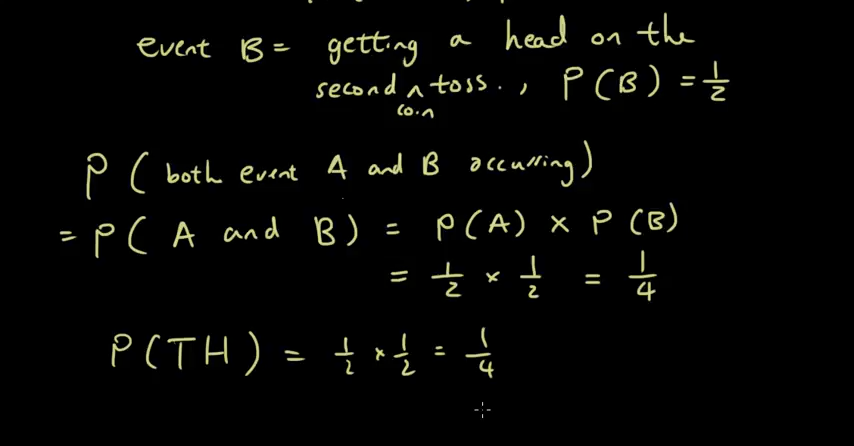 event B = getting a head on the
second ^ toss. , P(B) = 1/2
coin
P( both event A and B occurring)
= P( A and B) = P(A) × P(B)
= 1/2 × 1/2 = 1/4
P(TH) = 1/2 × 1/2 = 1/4